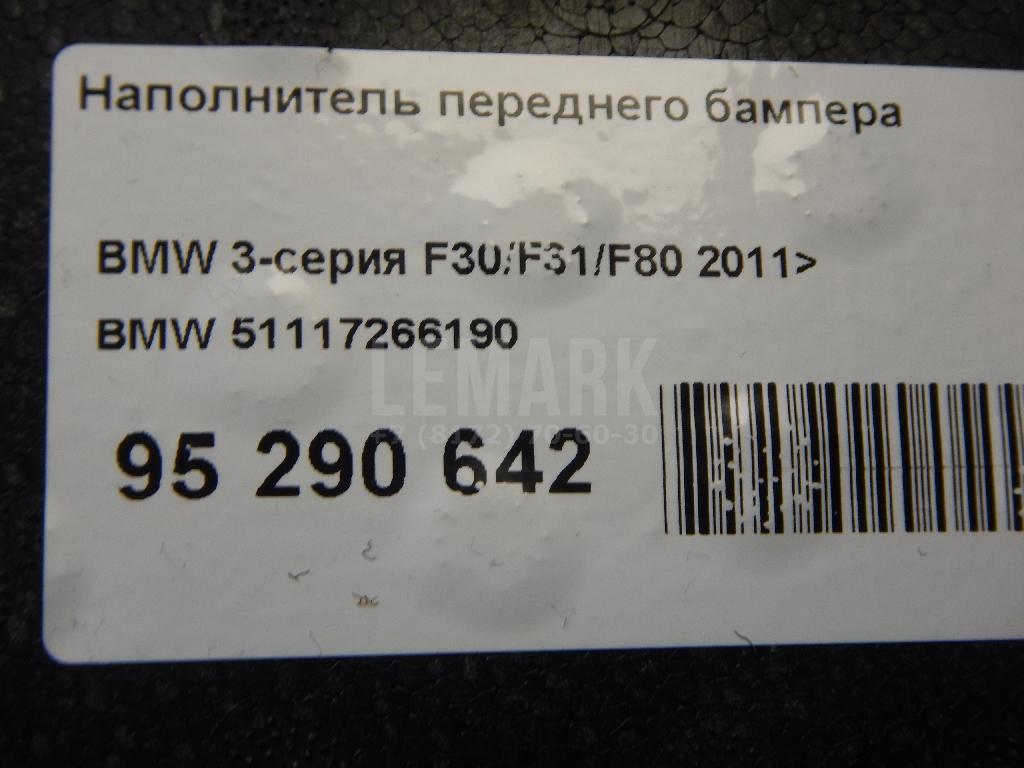 Наполнитель переднего бампера
BMW 3-серия F30/F31/F80 2011>
BMW 51117266190
LEMARK
95 290 642